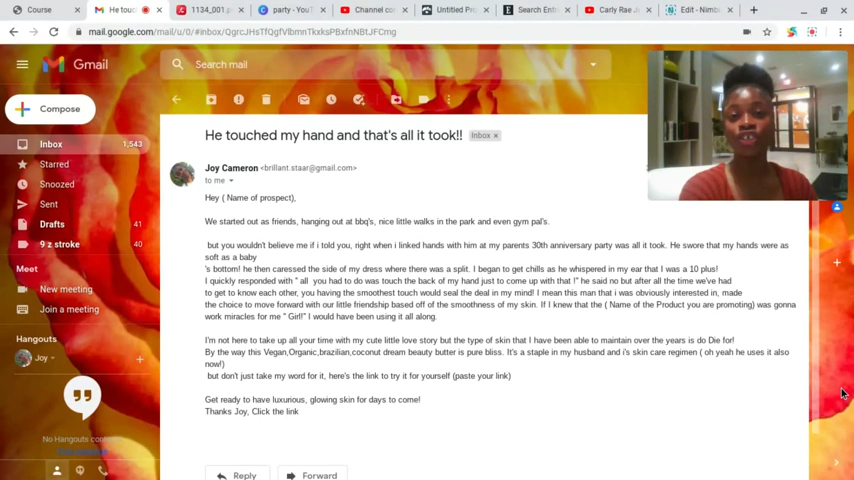 Course
He touc
1134_001.p
party - YouT
Channel co
Untitled Pro
Search Ent
Carly Rae J
Edit - Nimb
mail.google.com/mail/u/0/#inbox/QgrcJHsTfQgfVlbmnTkxksPBxfnNBtJFCmg
Gmail
Search mail
Compose
Inbox 1,543
Starred
Snoozed
Sent
Drafts 41
9 z stroke 40
Meet
New meeting
Join a meeting
Hangouts
Joy
No Hangouts
He touched my hand and that's all it took!! Inbox x
Joy Cameron <brilliant.staar@gmail.com>
to me
Hey ( Name of prospect),
We started out as friends, hanging out at bbq's, nice little walks in the park and even gym pal's.
but you wouldn't believe me if i told you, right when i linked hands with him at my parents 30th anniversary party was all it took. He swore that my hands were as
soft as a baby
's bottom! he then caressed the side of my dress where there was a split. I began to get chills as he whispered in my ear that I was a 10 plus!
I quickly responded with " all you had to do was touch the back of my hand just to come up with that !" he said no but after all the time we've had
to get to know each other, you having the smoothest touch would seal the deal in my mind! I mean this man that i was obviously interested in, made
the choice to move forward with our little friendship based off of the smoothness of my skin. If I knew that the ( Name of the Product you are promoting) was gonna
work miracles for me " Girl!" I would have been using it all along.
I'm not here to take up all your time with my cute little love story but the type of skin that I have been able to maintain over the years is do Die for!
By the way this Vegan,Organic,brazilian,coconut dream beauty butter is pure bliss. It's a staple in my husband and i's skin care regimen ( oh yeah he uses it also
now!)
but don't just take my word for it, here's the link to try it for yourself (paste your link)
Get ready to have luxurious, glowing skin for days to come!
Thanks Joy, Click the link
Reply
Forward